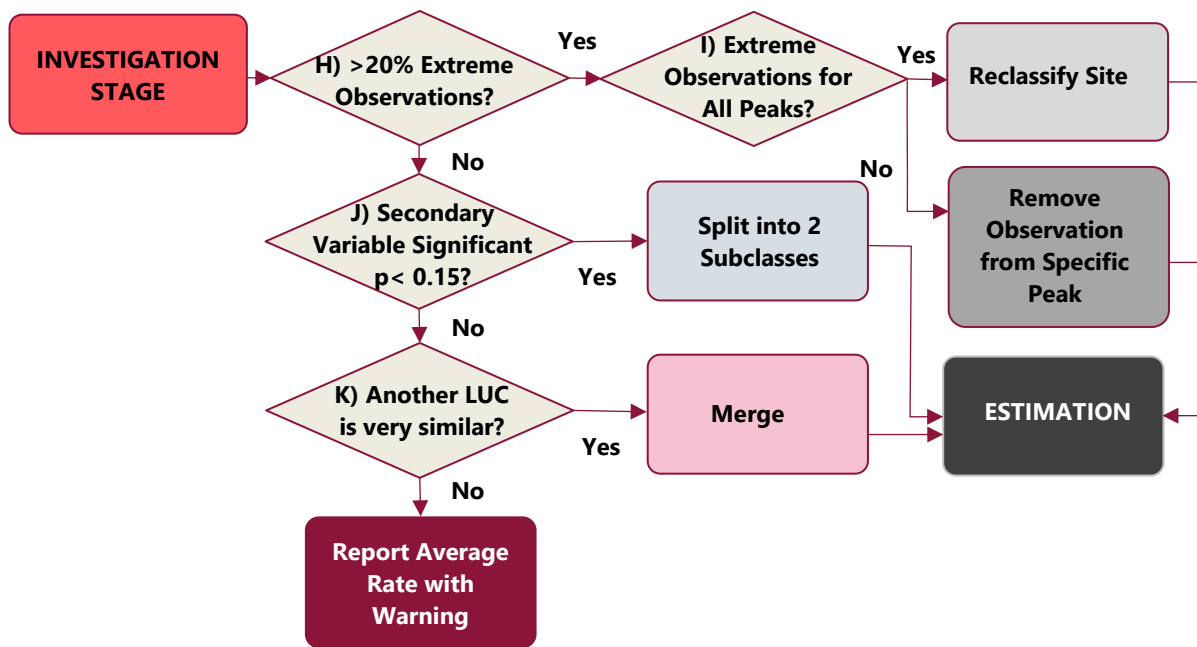 INVESTIGATION
STAGE
H) >20% Extreme
Observations?
Yes
I) Extreme
Observations for
All Peaks?
Yes
Reclassify Site
No
No
Remove
Observation
from Specific
Peak
J) Secondary
Variable Significant
p< 0.15?
Yes
Split into 2
Subclasses
No
K) Another LUC
is very similar?
Yes
Merge
ESTIMATION
No
Report Average
Rate with
Warning